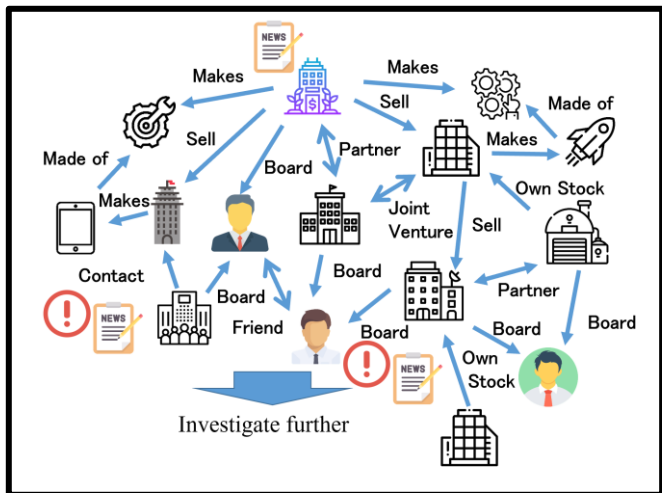 NEWS
Makes
Makes
Sell
Sell
Made of
Made of
Partner
Makes
Board
Makes
Own Stock
Joint
Venture
Sell
Contact
Board
Board
Partner
NEWS
Friend
Board
Board
Board
NEWS
Own
Stock
Investigate further